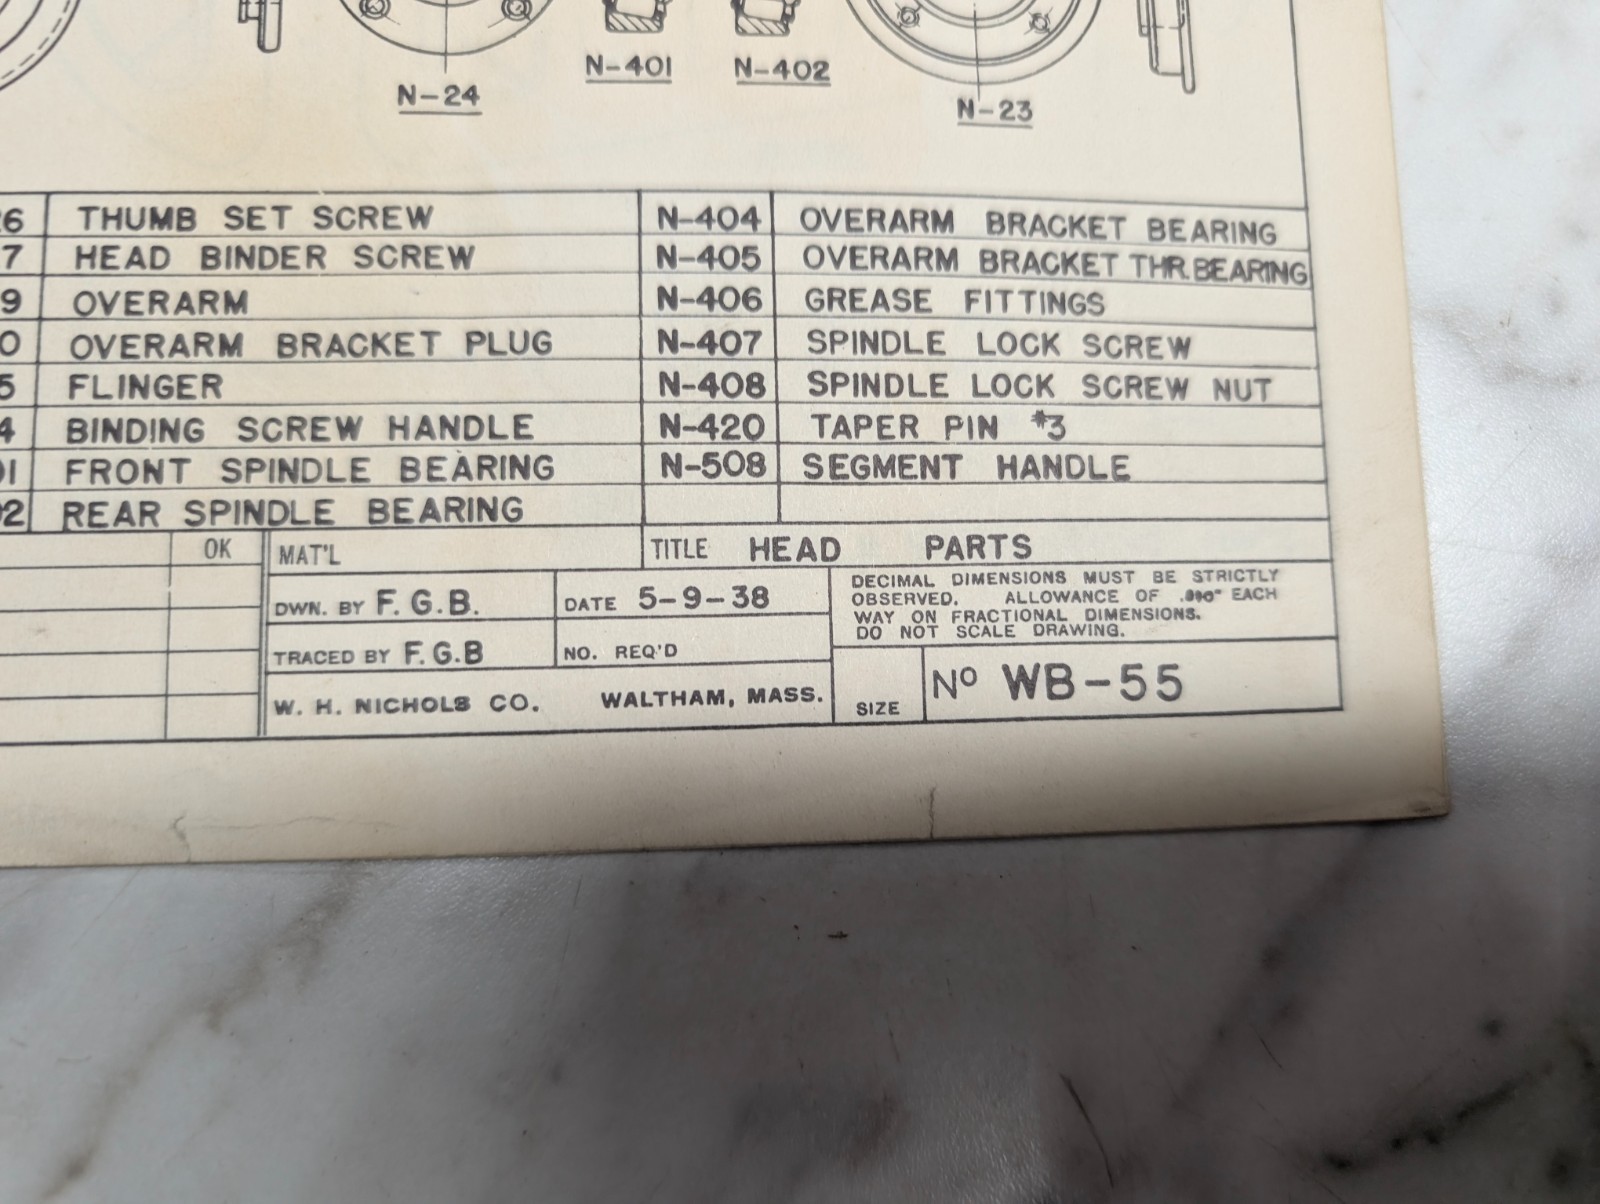 N-24
N-401
N-402
N-23
6 THUMB SET SCREW N-404 OVERARM BRACKET BEARING
7 HEAD BINDER SCREW N-405 OVERARM BRACKET THR. BEARING
9 OVERARM N-406 GREASE FITTINGS
0 OVERARM BRACKET PLUG N-407 SPINDLE LOCK SCREW
5 FLINGER N-408 SPINDLE LOCK SCREW NUT
4 BINDING SCREW HANDLE N-420 TAPER PIN #3
01 FRONT SPINDLE BEARING N-508 SEGMENT HANDLE
02 REAR SPINDLE BEARING
OK MAT'L TITLE HEAD PARTS
DWN. BY F.G.B. DATE 5-9-38
TRACED BY F.G.B NO. REQ'D
W. H. NICHOLS CO. WALTHAM, MASS.
DECIMAL DIMENSIONS MUST BE STRICTLY
OBSERVED. ALLOWANCE OF EACH
WAY ON FRACTIONAL DIMENSIONS.
DO NOT SCALE DRAWING.
SIZE Nº WB-55